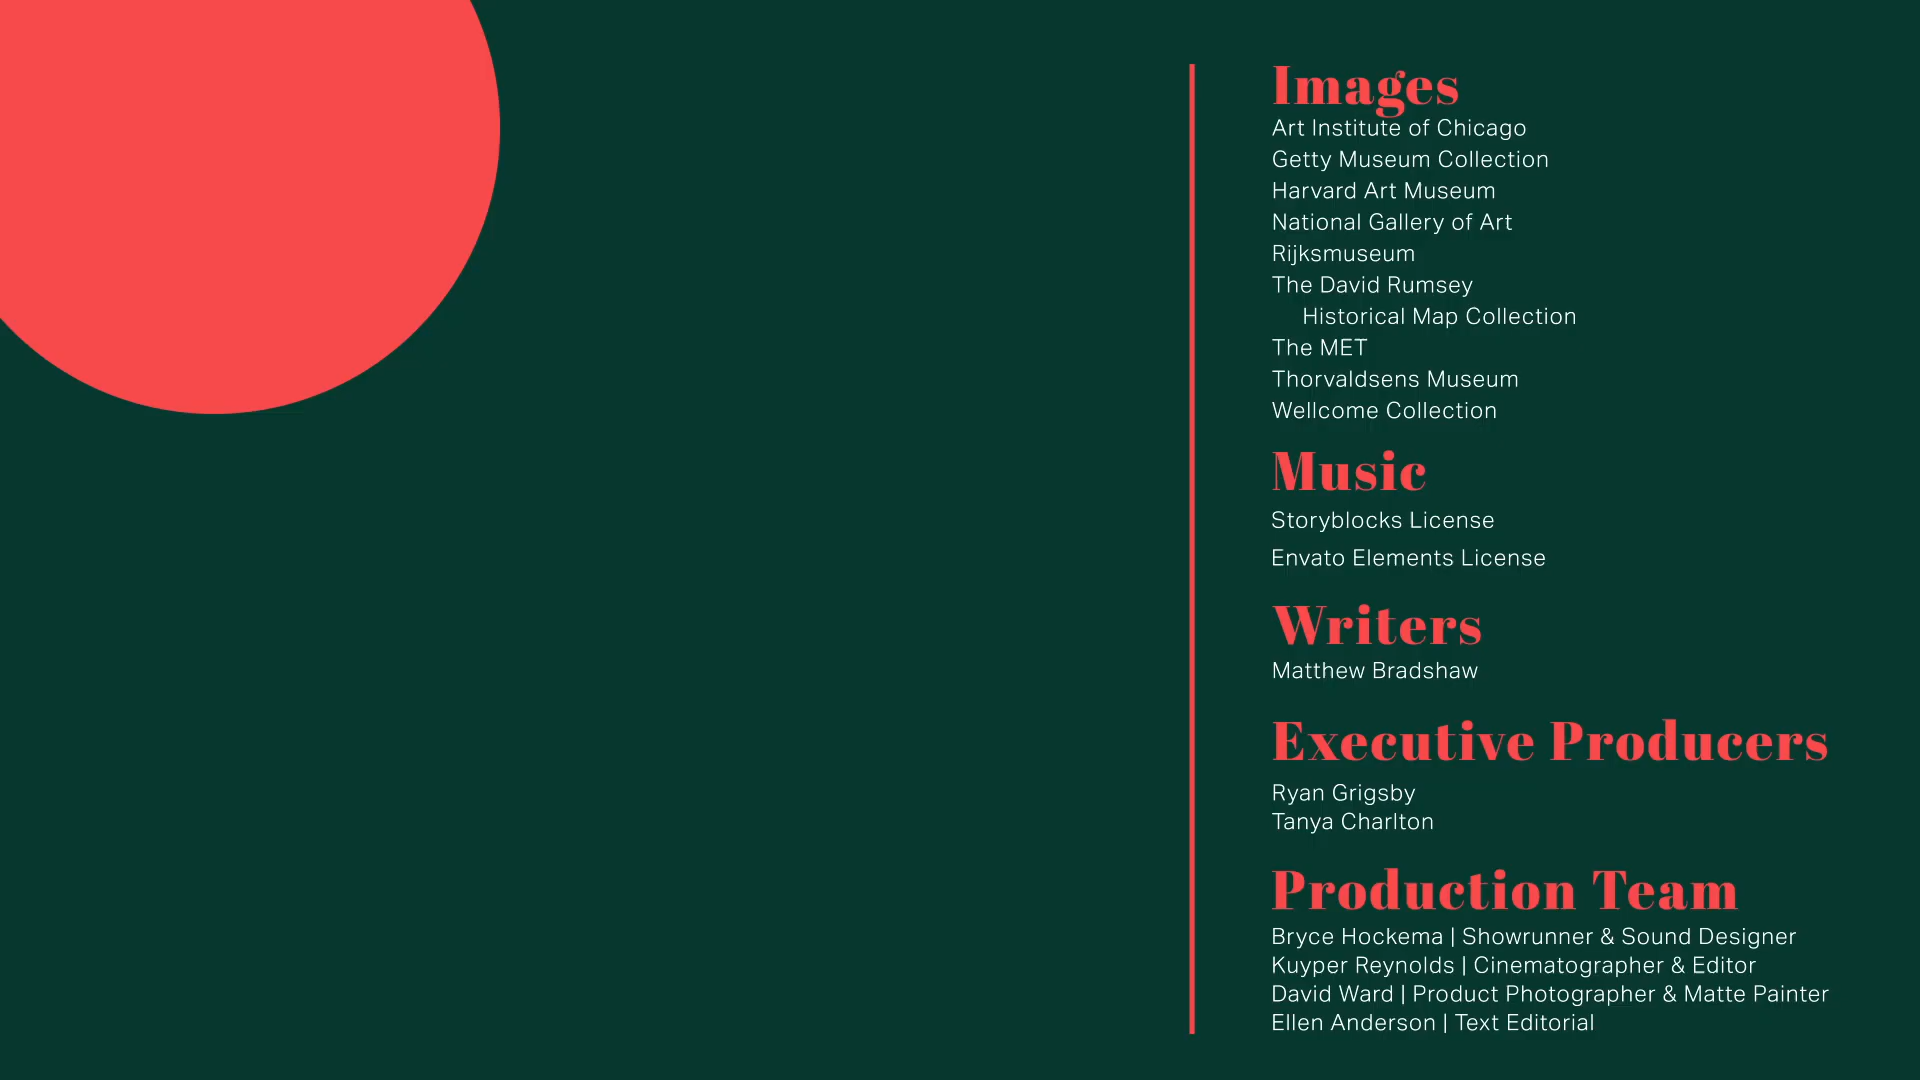 Images
Art Institute of Chicago
Getty Museum Collection
Harvard Art Museum
National Gallery of Art
Rijksmuseum
The David Rumsey
Historical Map Collection
The MET
Thorvaldsens Museum
Wellcome Collection
Music
Storyblocks License
Envato Elements License
Writers
Matthew Bradshaw
Executive Producers
Ryan Grigsby
Tanya Charlton
Production Team
Bryce Hockema | Showrunner & Sound Designer
Kuyper Reynolds | Cinematographer & Editor
David Ward | Product Photographer & Matte Painter
Ellen Anderson | Text Editorial